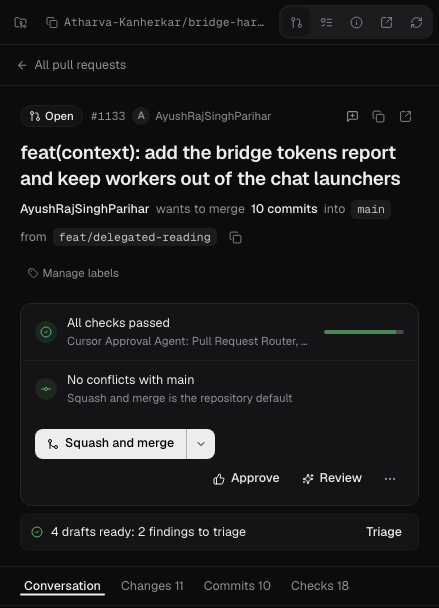 Atharva-Kanherkar/bridge-har…
All pull requests
Open #1133 A AyushRajSinghParihar
feat(context): add the bridge tokens report
and keep workers out of the chat launchers
AyushRajSinghParihar wants to merge 10 commits into main
from feat/delegated-reading
Manage labels
All checks passed
Cursor Approval Agent: Pull Request Router, …
No conflicts with main
Squash and merge is the repository default
Squash and merge
Approve Review
4 drafts ready: 2 findings to triage Triage
Conversation Changes 11 Commits 10 Checks 18